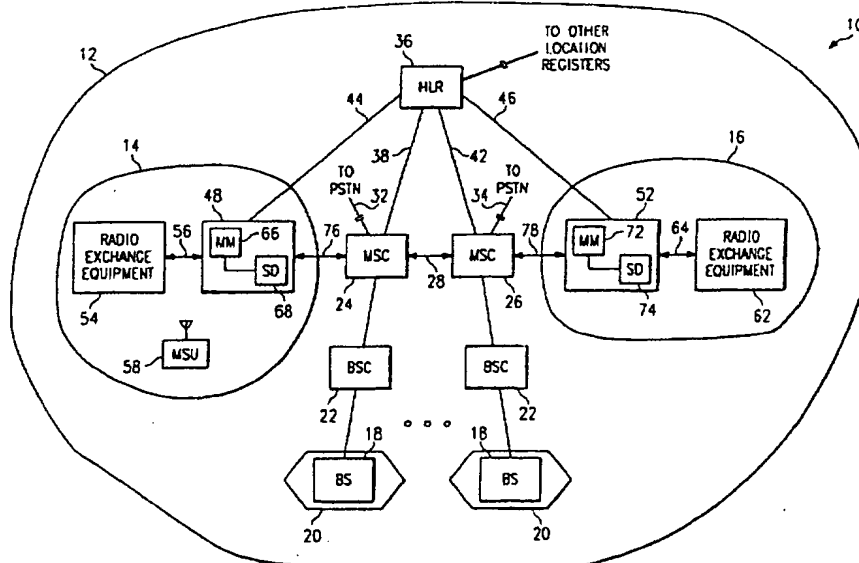 12
36
TO OTHER
LOCATION
REGISTERS
HLR
44
46
38
42
14
16
TO
PSTN
32
TO
PSTN
34
48
52
RADIO
EXCHANGE
EQUIPMENT
54
56
MM
66
SD
68
76
MSC
24
28
MSC
26
78
MM
72
SD
74
64
RADIO
EXCHANGE
EQUIPMENT
62
58
MSU
BSC
22
BSC
22
18
BS
20
18
BS
20